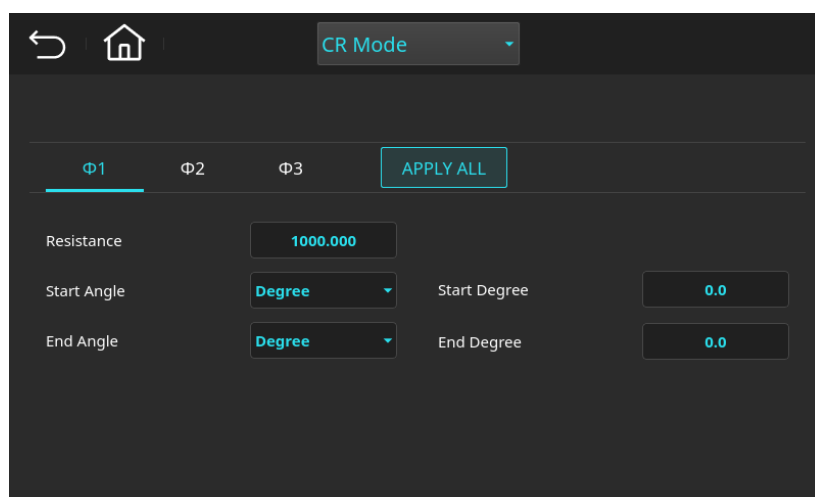 CR Mode
Φ1 Φ2 Φ3 APPLY ALL
Resistance 1000.000
Start Angle Degree Start Degree 0.0
End Angle Degree End Degree 0.0